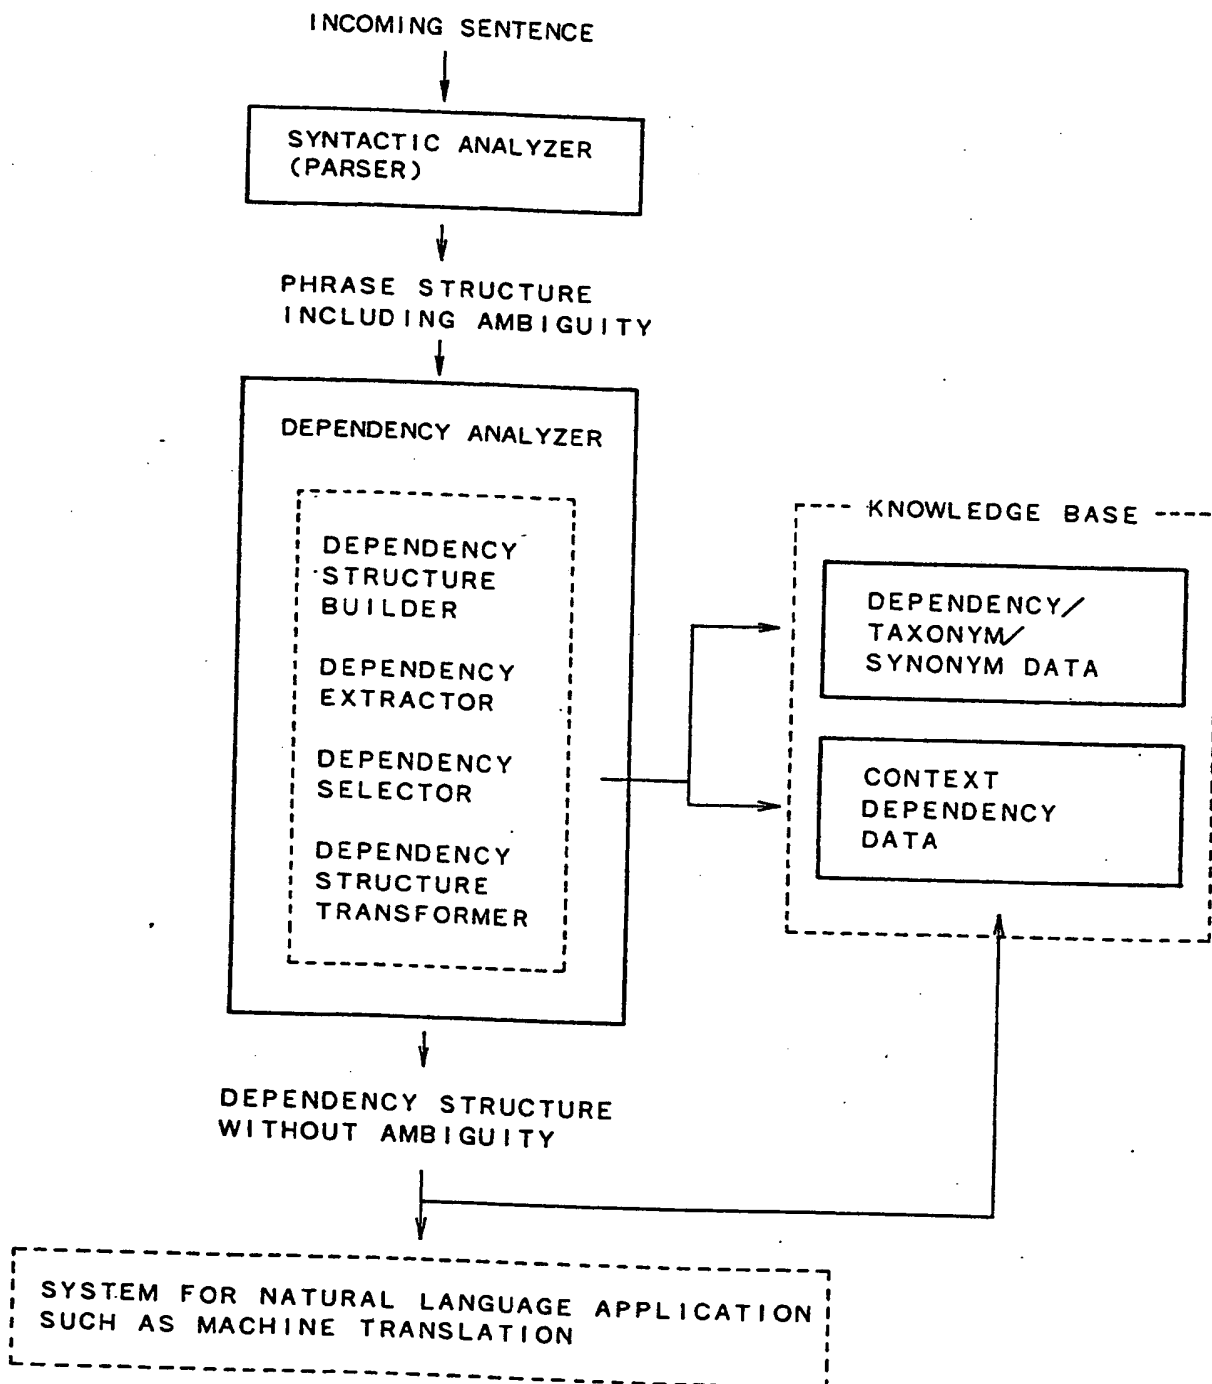 INCOMING SENTENCE
SYNTACTIC ANALYZER
(PARSER)
PHRASE STRUCTURE
INCLUDING AMBIGUITY
DEPENDENCY ANALYZER
DEPENDENCY
STRUCTURE
BUILDER
DEPENDENCY
EXTRACTOR
DEPENDENCY
SELECTOR
DEPENDENCY
STRUCTURE
TRANSFORMER
KNOWLEDGE BASE
DEPENDENCY/
TAXONYM/
SYNONYM DATA
CONTEXT
DEPENDENCY
DATA
DEPENDENCY STRUCTURE
WITHOUT AMBIGUITY
SYSTEM FOR NATURAL LANGUAGE APPLICATION
SUCH AS MACHINE TRANSLATION